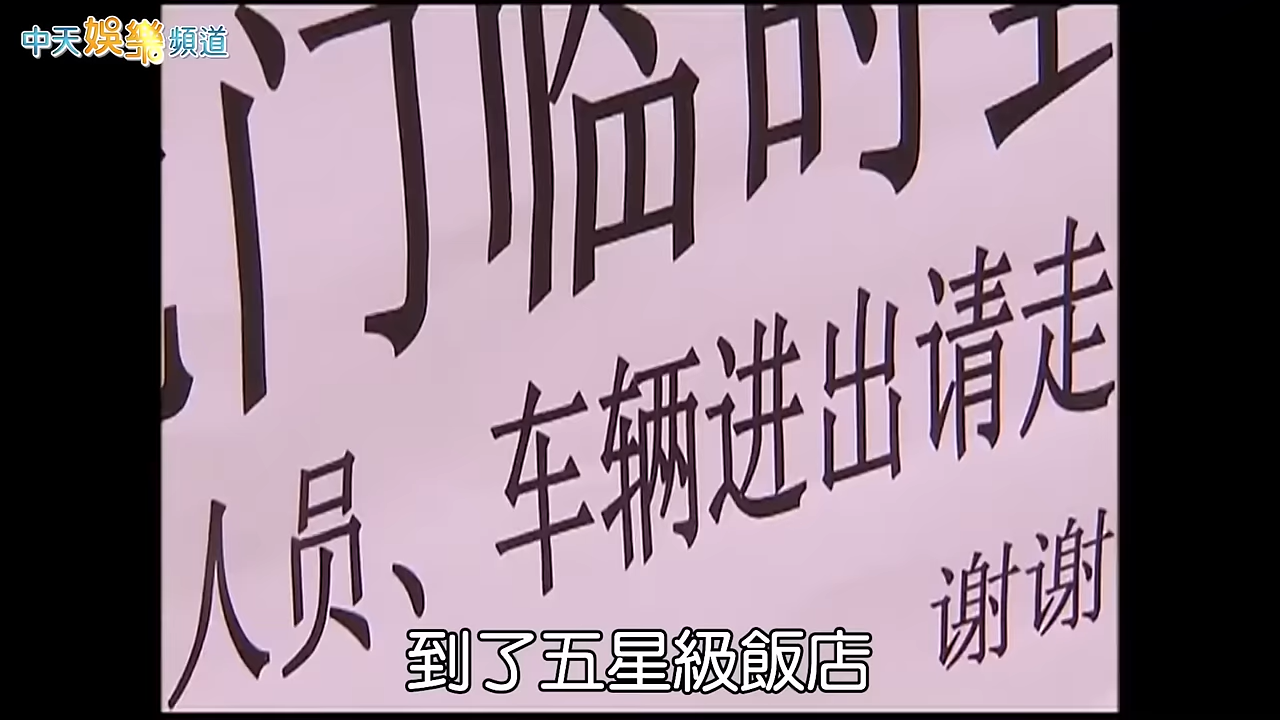 中天娛樂頻道
门临时
人员、车辆进出请走
谢谢
到了五星級飯店